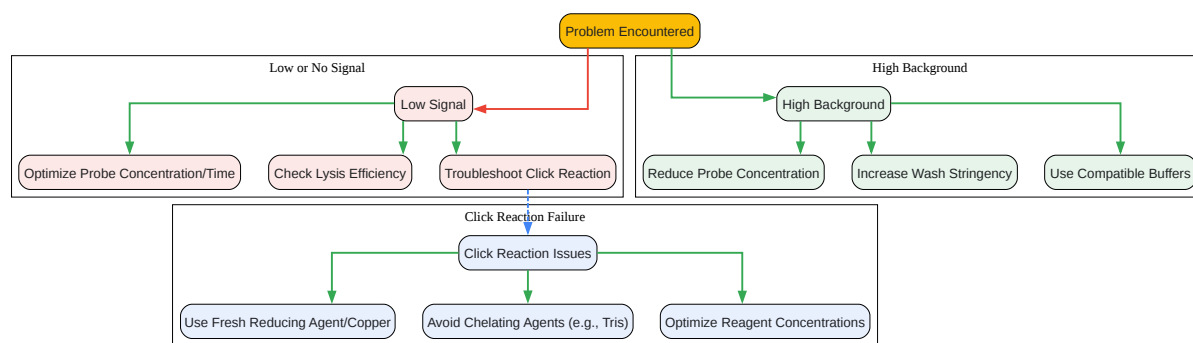 Problem Encountered
Low or No Signal
High Background
Low Signal
High Background
Optimize Probe Concentration/Time
Check Lysis Efficiency
Troubleshoot Click Reaction
Reduce Probe Concentration
Increase Wash Stringency
Use Compatible Buffers
Click Reaction Failure
Click Reaction Issues
Use Fresh Reducing Agent/Copper
Avoid Chelating Agents (e.g., Tris)
Optimize Reagent Concentrations